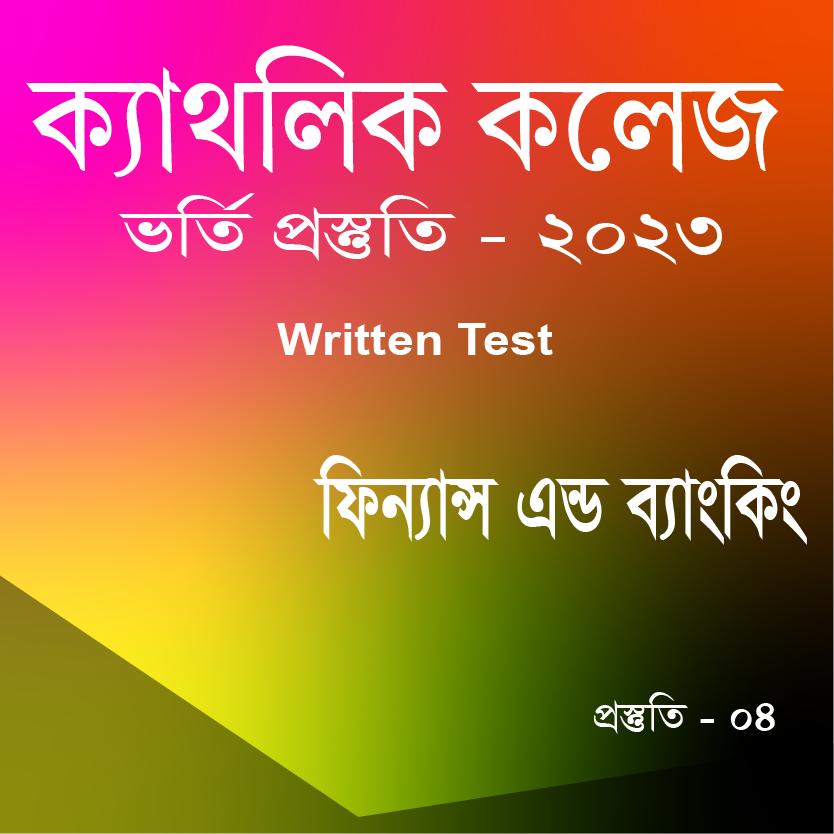 ক্যাথলিক কলেজ
ভর্তি প্রস্তুতি - ২০২৩
Written Test
ফিন্যান্স এন্ড ব্যাংকিং
প্রস্তুতি - ০৪